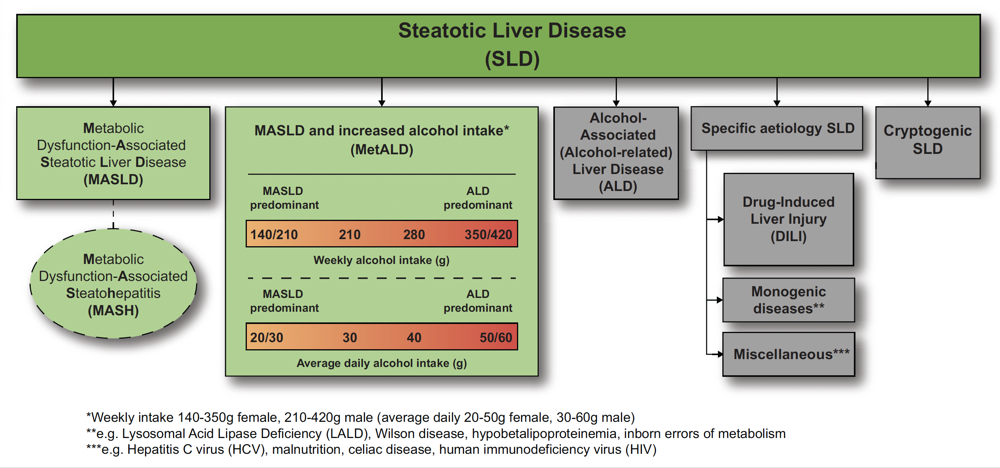 Steatotic Liver Disease
(SLD)
Metabolic
Dysfunction-Associated
Steatotic Liver Disease
(MASLD)
Metabolic
Dysfunction-Associated
Steatohepatitis
(MASH)
MASLD and increased alcohol intake*
(MetALD)
MASLD predominant
ALD predominant
140/210 210 280 350/420
Weekly alcohol intake (g)
MASLD predominant
ALD predominant
20/30 30 40 50/60
Average daily alcohol intake (g)
Alcohol-
Associated
(Alcohol-related)
Liver Disease
(ALD)
Specific aetiology SLD
Drug-Induced
Liver Injury
(DILI)
Monogenic
diseases**
Miscellaneous***
Cryptogenic
SLD
*Weekly intake 140-350g female, 210-420g male (average daily 20-50g female, 30-60g male)
**e.g. Lysosomal Acid Lipase Deficiency (LALD), Wilson disease, hypobetalipoproteinemia, inborn errors of metabolism
***e.g. Hepatitis C virus (HCV), malnutrition, celiac disease, human immunodeficiency virus (HIV)